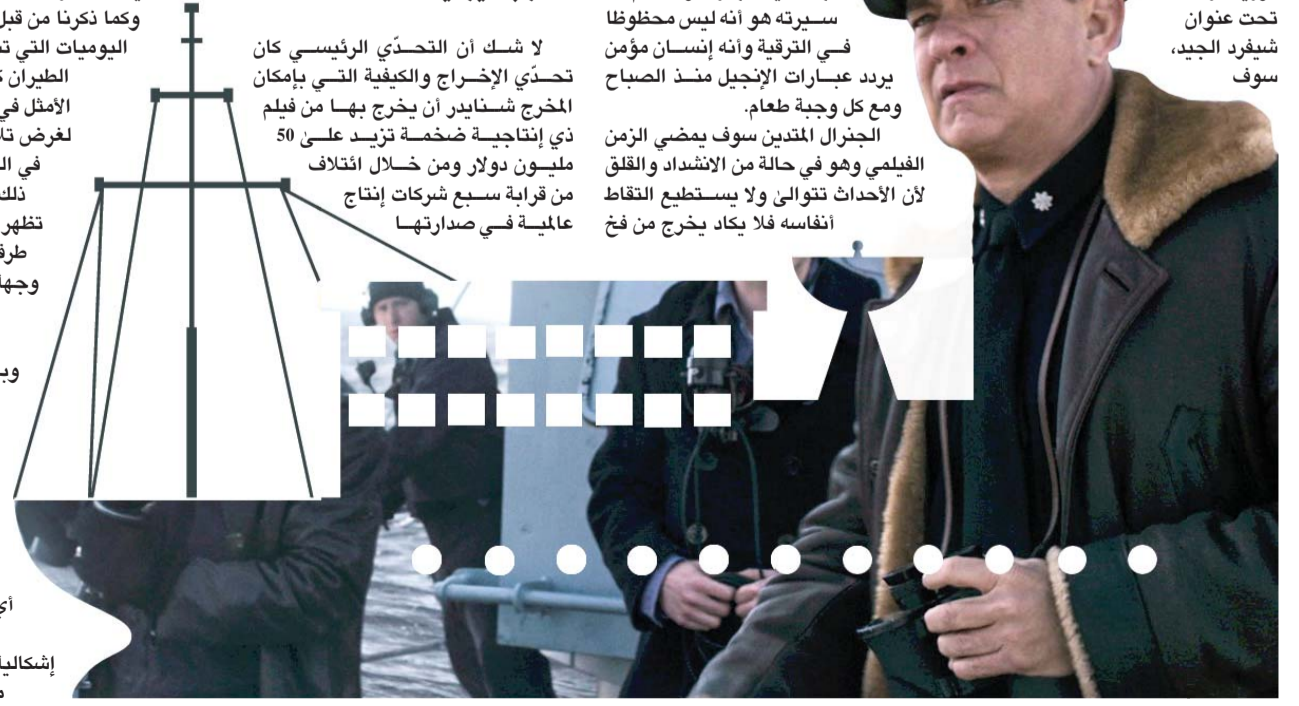 تحت عنوان
شيفرد الجيد،
سوف
سيرته هو أنه ليس محظوظا
في الترقية وأنه إنسان مؤمن
يردد عبارات الإنجيل منذ الصباح
ومع كل وجبة طعام.
الجنرال المتدين سوف يمضي الزمن
الفيلمي وهو في حالة من الانشداد والقلق
لأن الأحداث تتوالىٰ ولا يستطيع التقاط
أنفاسه فلا يكاد يخرج من فخ
لا شك أن التحدّي الرئيسي كان
تحدّي الإخراج والكيفية التي بإمكان
المخرج شنايدر أن يخرج بها من فيلم
ذي إنتاجية ضخمة تزيد علىٰ 50
مليون دولار ومن خلال ائتلاف
من قرابة سبع شركات إنتاج
عالمية في صدارتها
وكما ذكرنا من قبل
اليوميات التي
الطيران
الأمثل في
لغرض
في
ذلك
تظهر